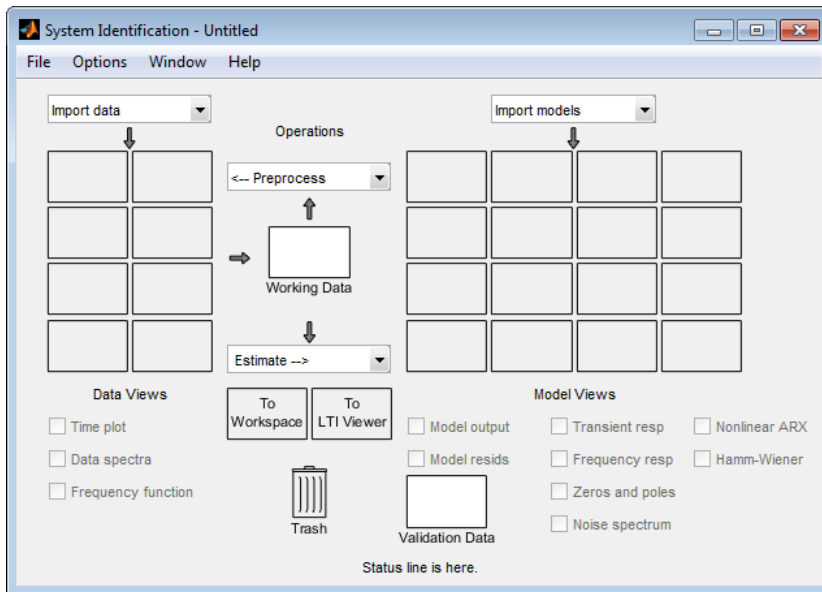 System Identification - Untitled
File Options Window Help
Import data
Import models
Operations
<-- Preprocess
Working Data
Estimate -->
Data Views
Model Views
To Workspace
To LTI Viewer
Time plot
Data spectra
Frequency function
Model output
Model resids
Transient resp
Frequency resp
Zeros and poles
Noise spectrum
Nonlinear ARX
Hamm-Wiener
Trash
Validation Data
Status line is here.